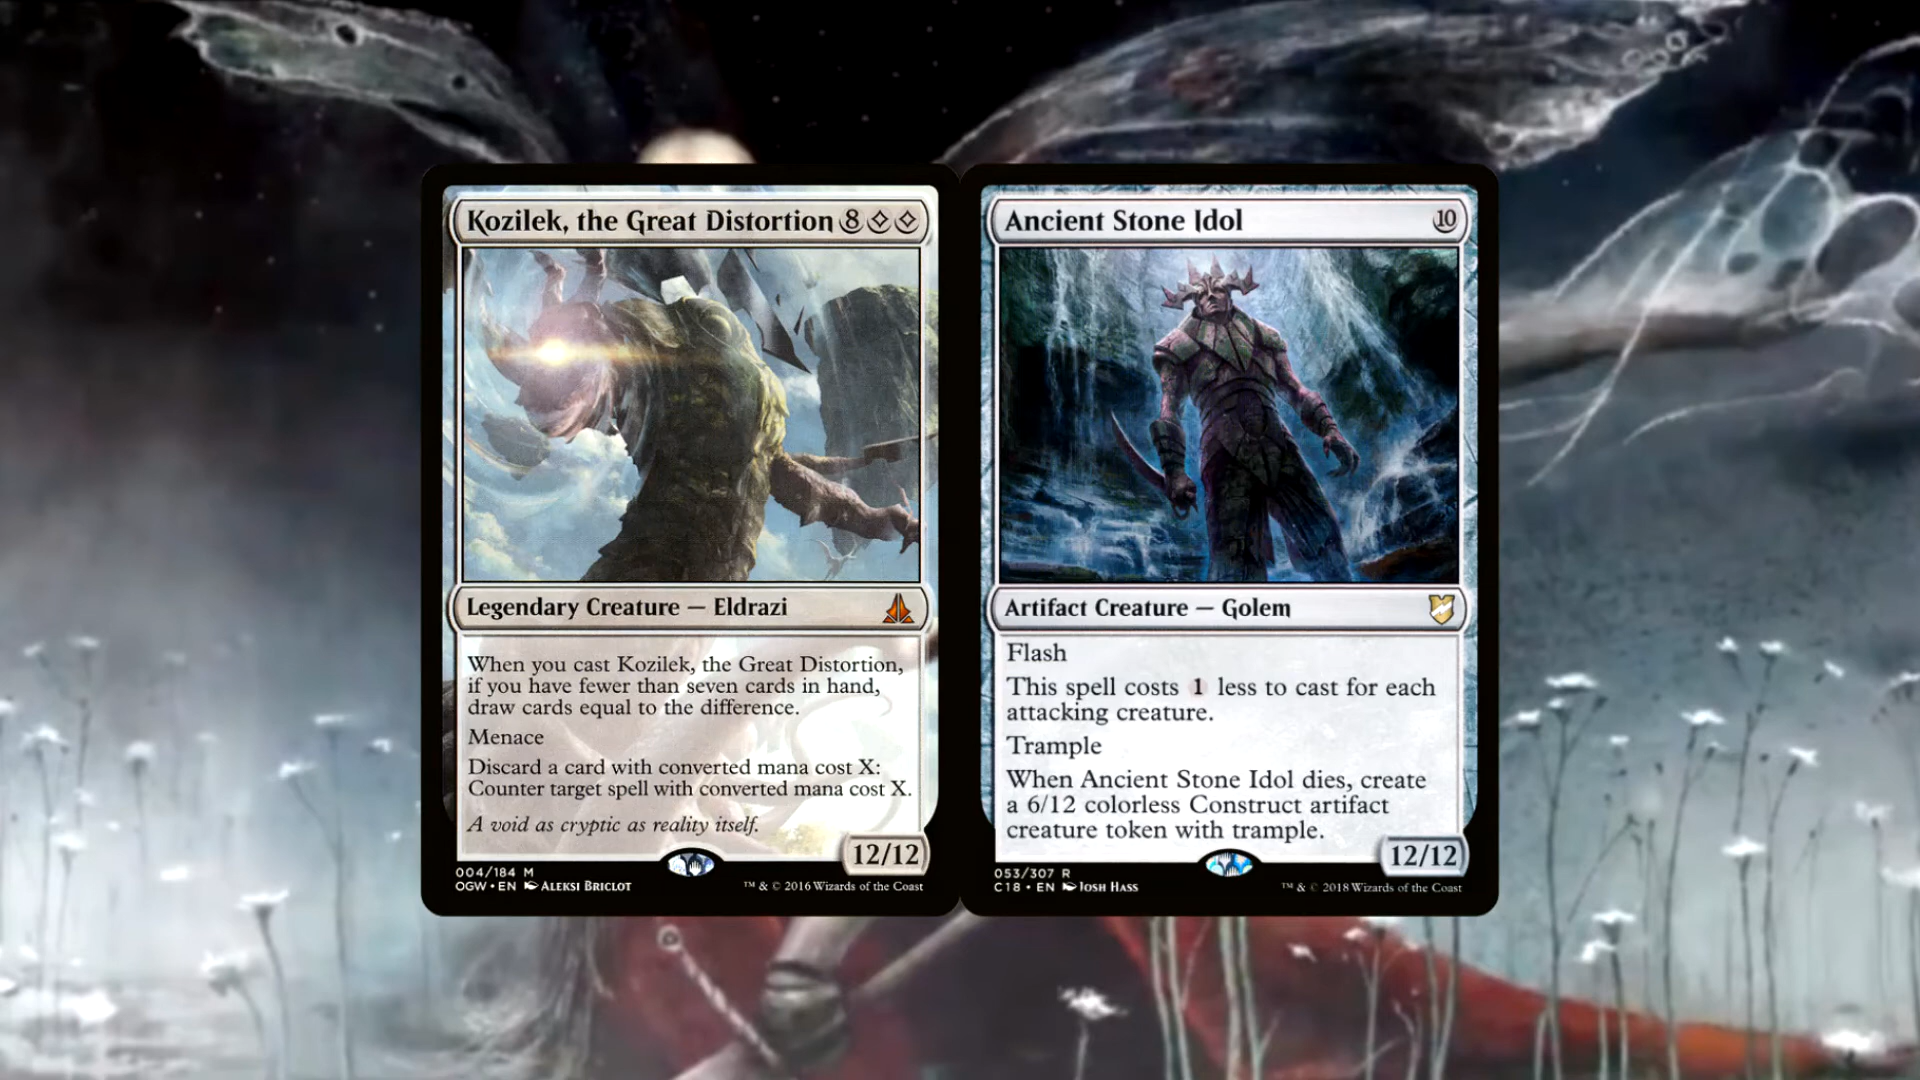 Kozilek, the Great Distortion 8
Legendary Creature — Eldrazi
When you cast Kozilek, the Great Distortion,
if you have fewer than seven cards in hand,
draw cards equal to the difference.
Menace
Discard a card with converted mana cost X:
Counter target spell with converted mana cost X.
A void as cryptic as reality itself.
12/12
004/184 M
OGW • EN ALEKSI BRICLOT
™ & © 2016 Wizards of the Coast
Ancient Stone Idol 10
Artifact Creature — Golem
Flash
This spell costs 1 less to cast for each
attacking creature.
Trample
When Ancient Stone Idol dies, create
a 6/12 colorless Construct artifact
creature token with trample.
12/12
053/307 R
C18 • EN JOSH HASS
™ & © 2018 Wizards of the Coast